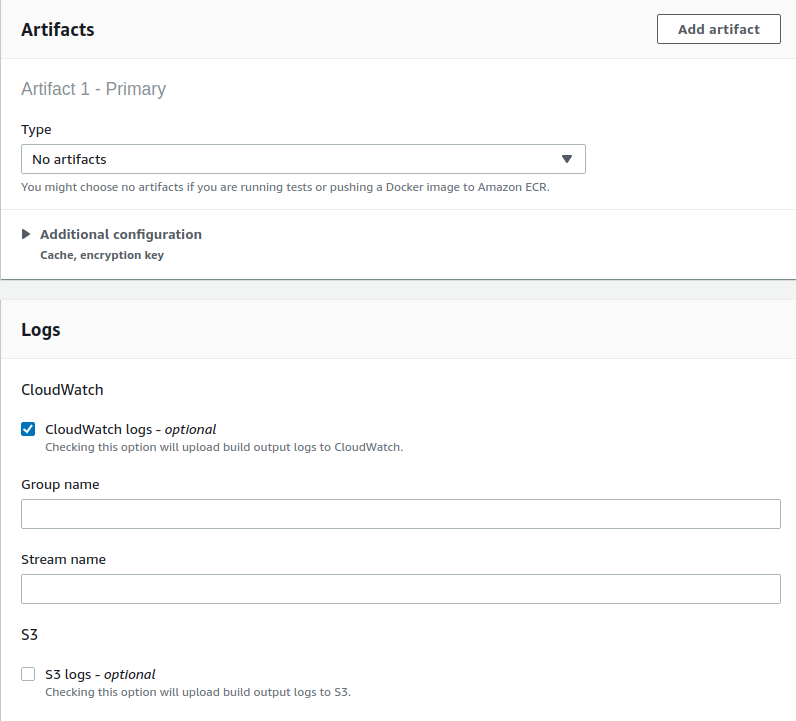 Artifacts
Add artifact
Artifact 1 - Primary
Type
No artifacts
You might choose no artifacts if you are running tests or pushing a Docker image to Amazon ECR.
Additional configuration
Cache, encryption key
Logs
CloudWatch
CloudWatch logs - optional
Checking this option will upload build output logs to CloudWatch.
Group name
Stream name
S3
S3 logs - optional
Checking this option will upload build output logs to S3.